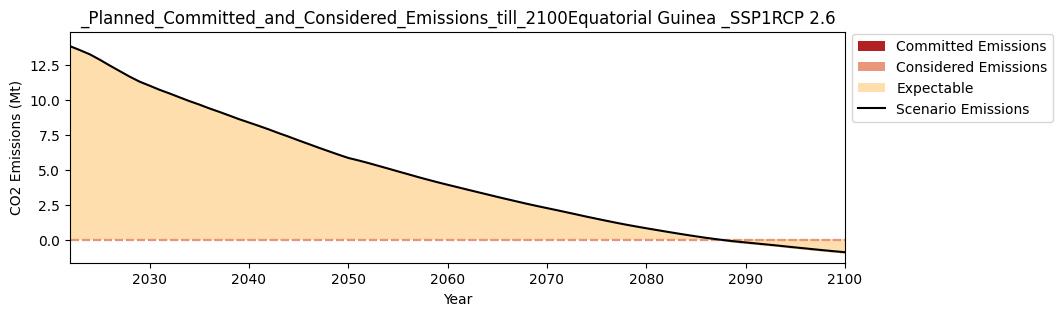 _Planned_Committed_and_Considered_Emissions_till_2100Equatorial Guinea _SSP1RCP 2.6
Committed Emissions
Considered Emissions
Expectable
Scenario Emissions
CO2 Emissions (Mt)
12.5
10.0
7.5
5.0
2.5
0.0
2030 2040 2050 2060 2070 2080 2090 2100
Year